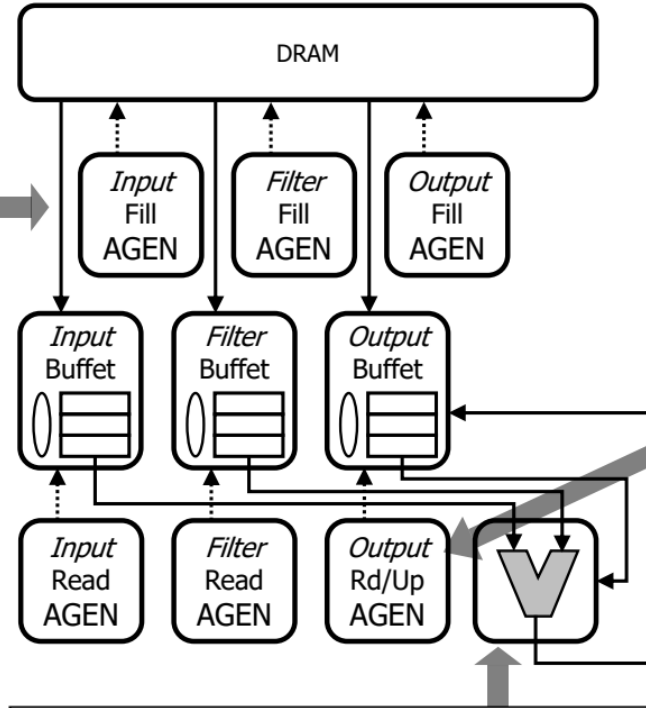 DRAM
Input
Fill
AGEN
Filter
Fill
AGEN
Output
Fill
AGEN
Input
Buffet
Filter
Buffet
Output
Buffet
Input
Read
AGEN
Filter
Read
AGEN
Output
Rd/Up
AGEN